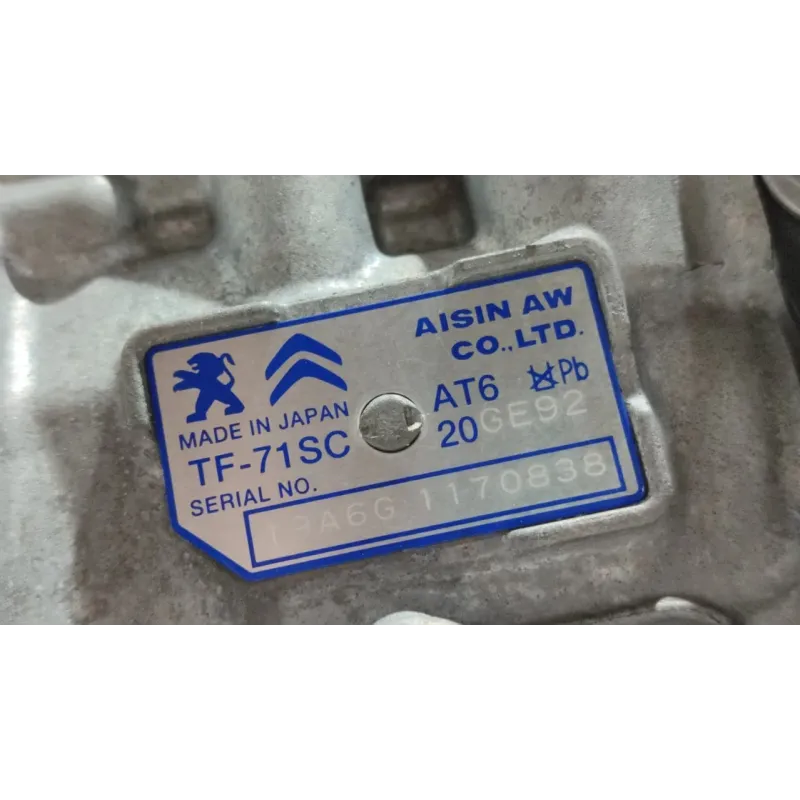 AISIN AW
CO.,LTD.
MADE IN JAPAN
AT6 Pb
TF-71SC
20GE92
SERIAL NO.
1170838